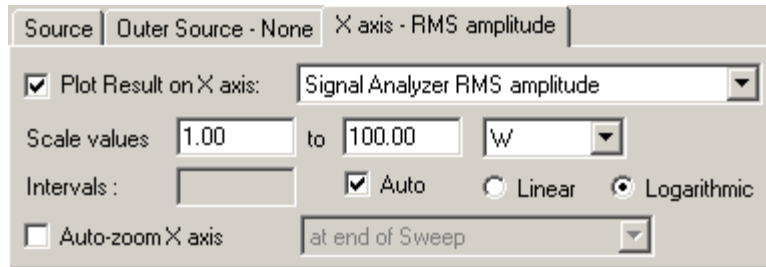 Source Outer Source - None X axis - RMS amplitude
Plot Result on X axis: Signal Analyzer RMS amplitude
Scale values 1.00 to 100.00 W
Intervals : Auto Linear Logarithmic
Auto-zoom X axis at end of Sweep